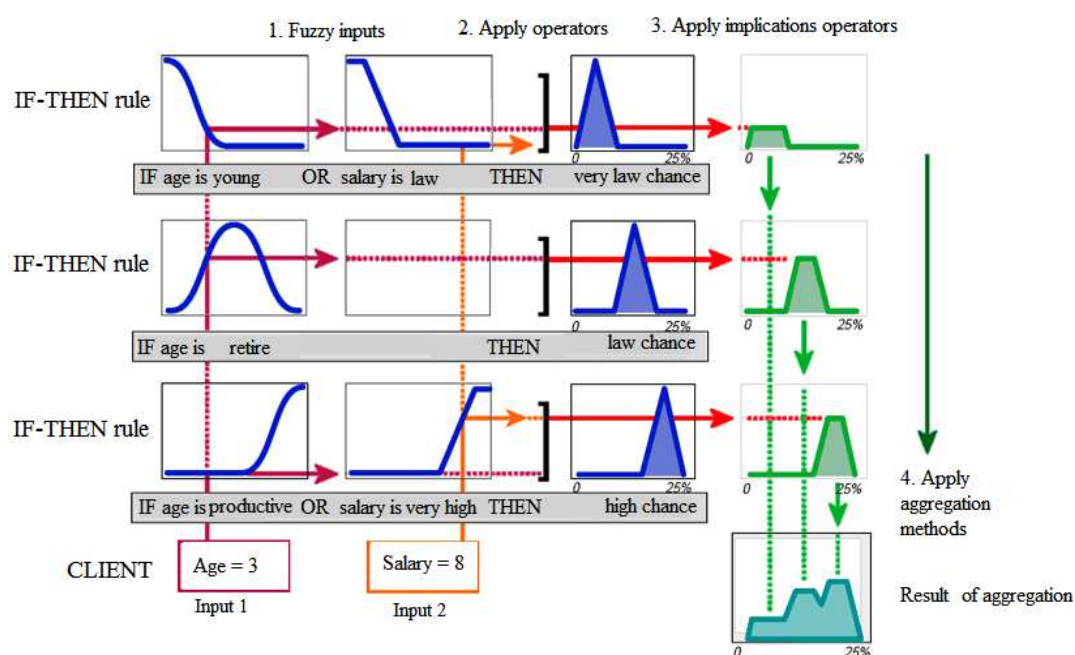 1. Fuzzy inputs
2. Apply operators
3. Apply implications operators
IF-THEN rule
0
25%
0
25%
IF age is young OR salary is law THEN very law chance
IF-THEN rule
0
25%
0
25%
IF age is retire THEN law chance
IF-THEN rule
0
25%
0
25%
IF age is productive OR salary is very high THEN high chance
4. Apply
aggregation
methods
CLIENT
Age = 3
Salary = 8
Input 1
Input 2
Result of aggregation
0
25%